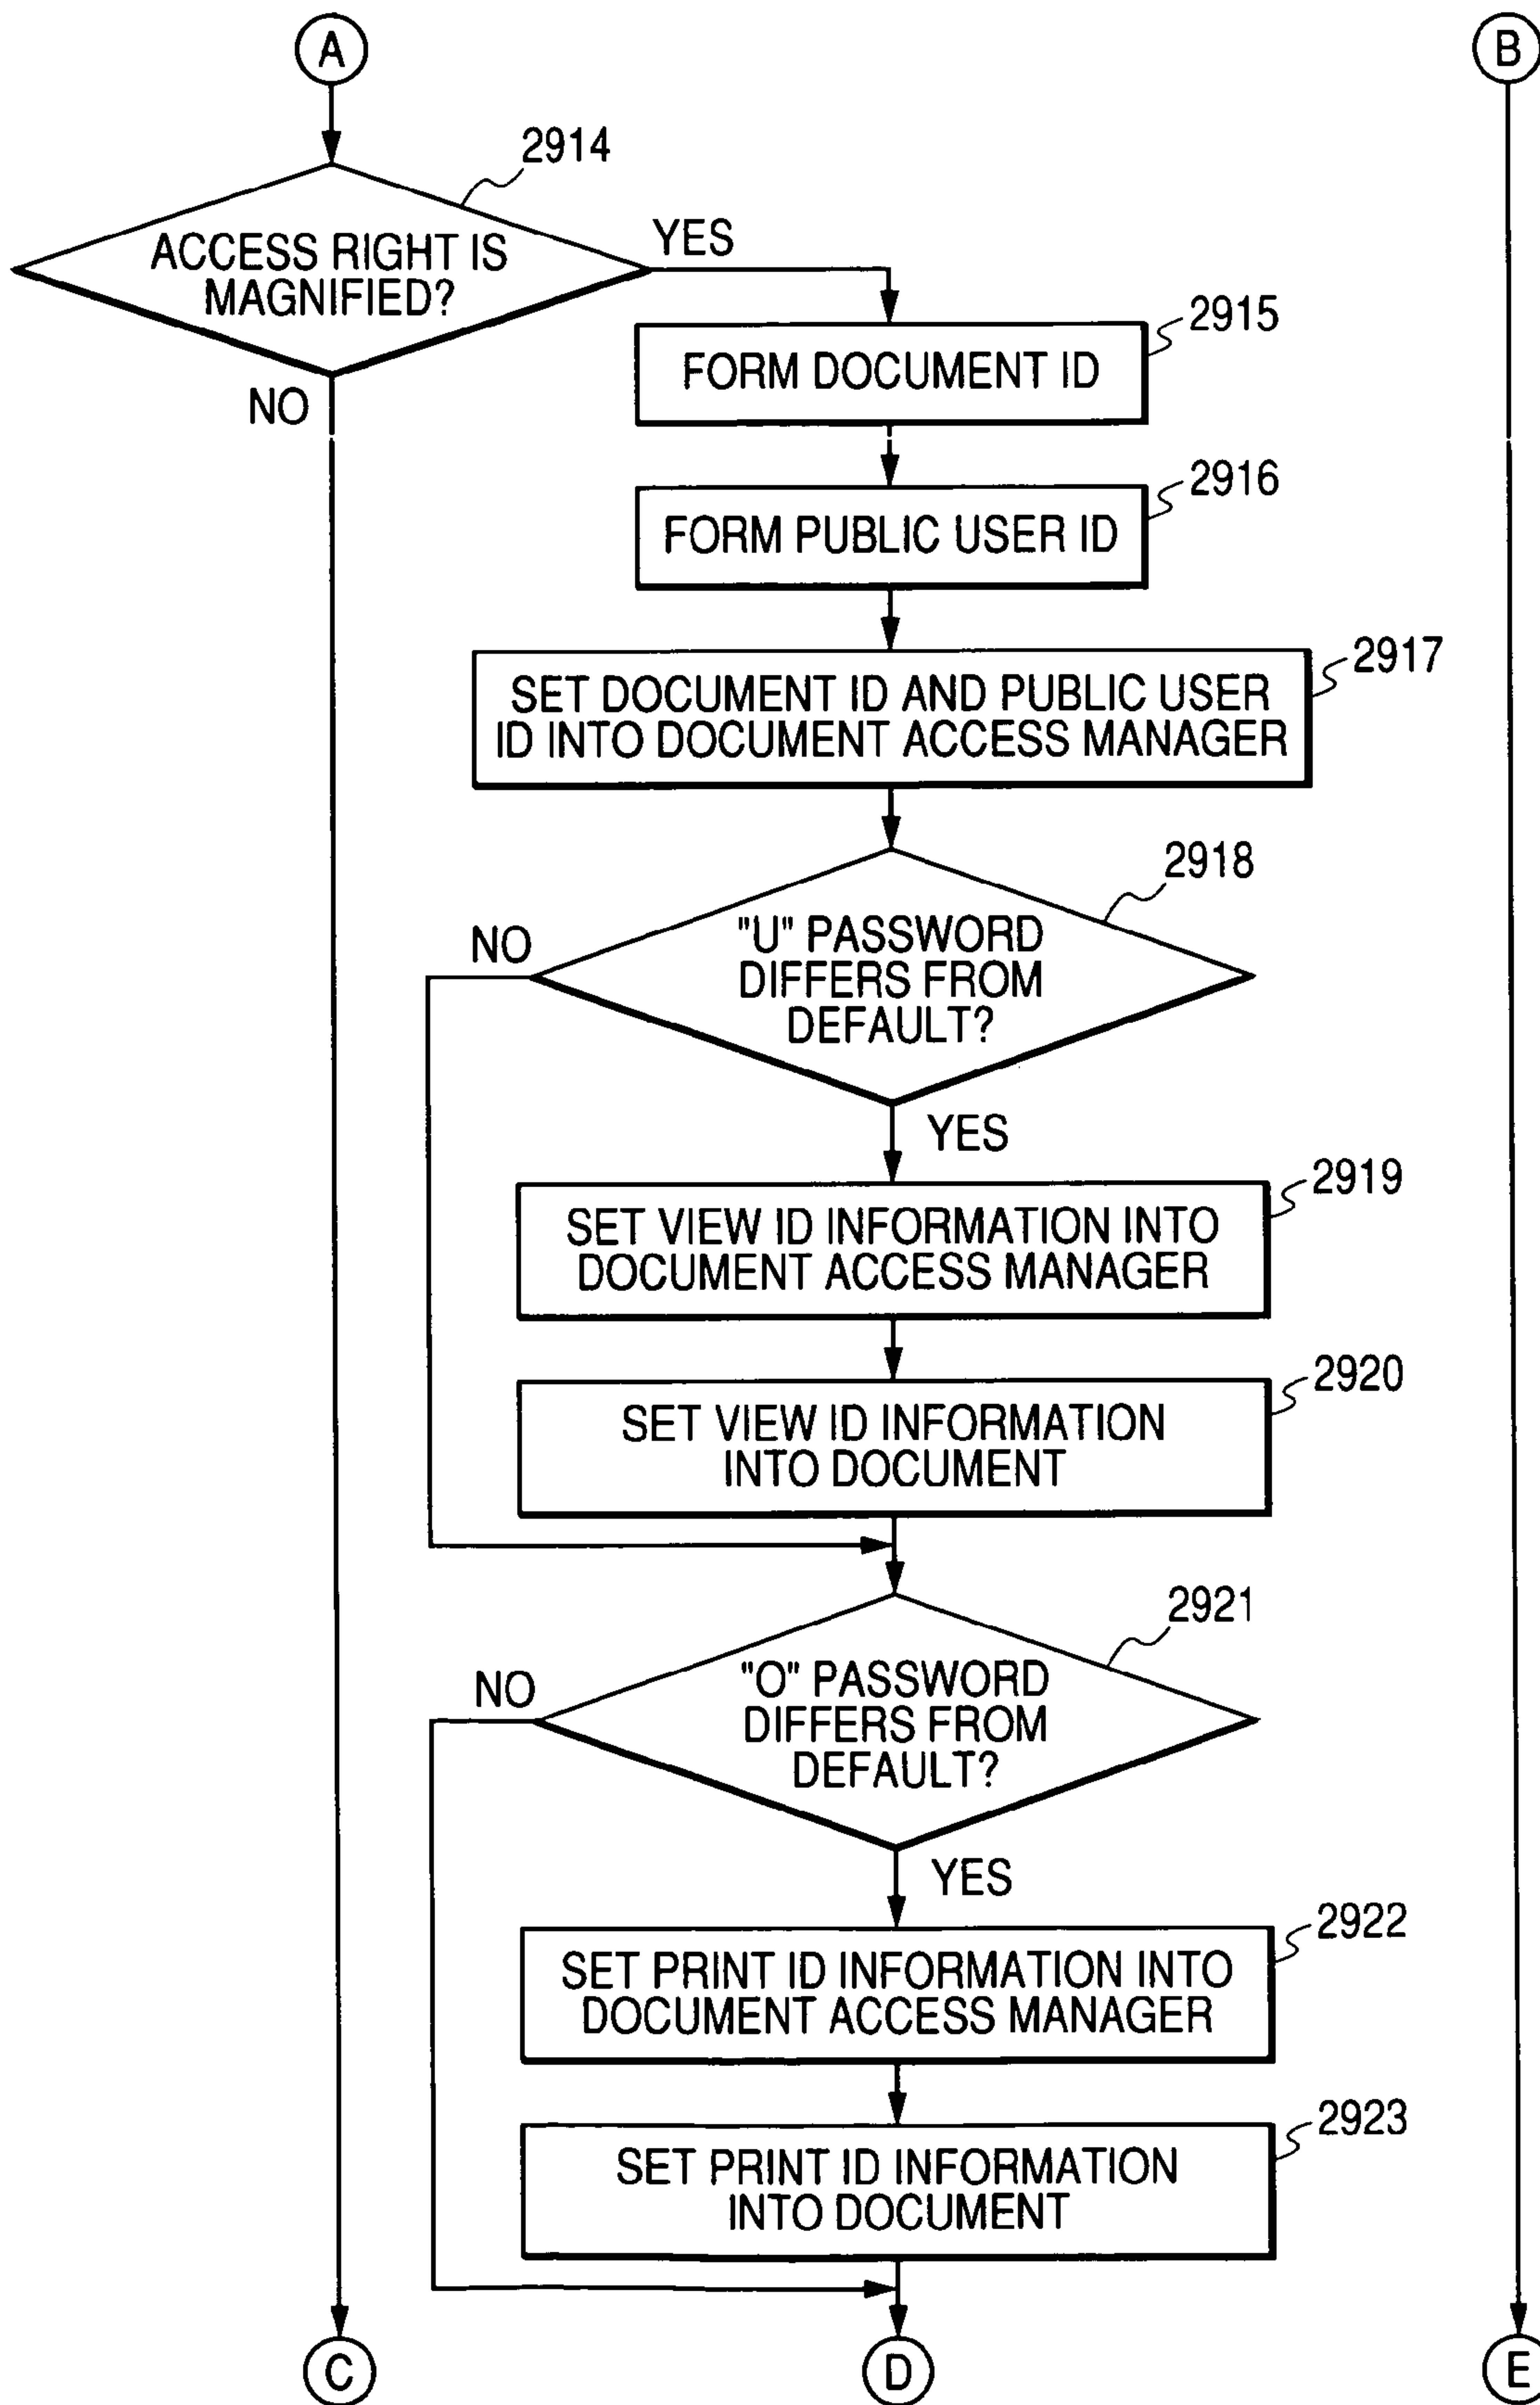 A
B
2914
ACCESS RIGHT IS
MAGNIFIED?
YES
NO
2915
FORM DOCUMENT ID
2916
FORM PUBLIC USER ID
2917
SET DOCUMENT ID AND PUBLIC USER
ID INTO DOCUMENT ACCESS MANAGER
2918
"U" PASSWORD
DIFFERS FROM
DEFAULT?
NO
YES
2919
SET VIEW ID INFORMATION INTO
DOCUMENT ACCESS MANAGER
2920
SET VIEW ID INFORMATION
INTO DOCUMENT
2921
"O" PASSWORD
DIFFERS FROM
DEFAULT?
NO
YES
2922
SET PRINT ID INFORMATION INTO
DOCUMENT ACCESS MANAGER
2923
SET PRINT ID INFORMATION
INTO DOCUMENT
C
D
E